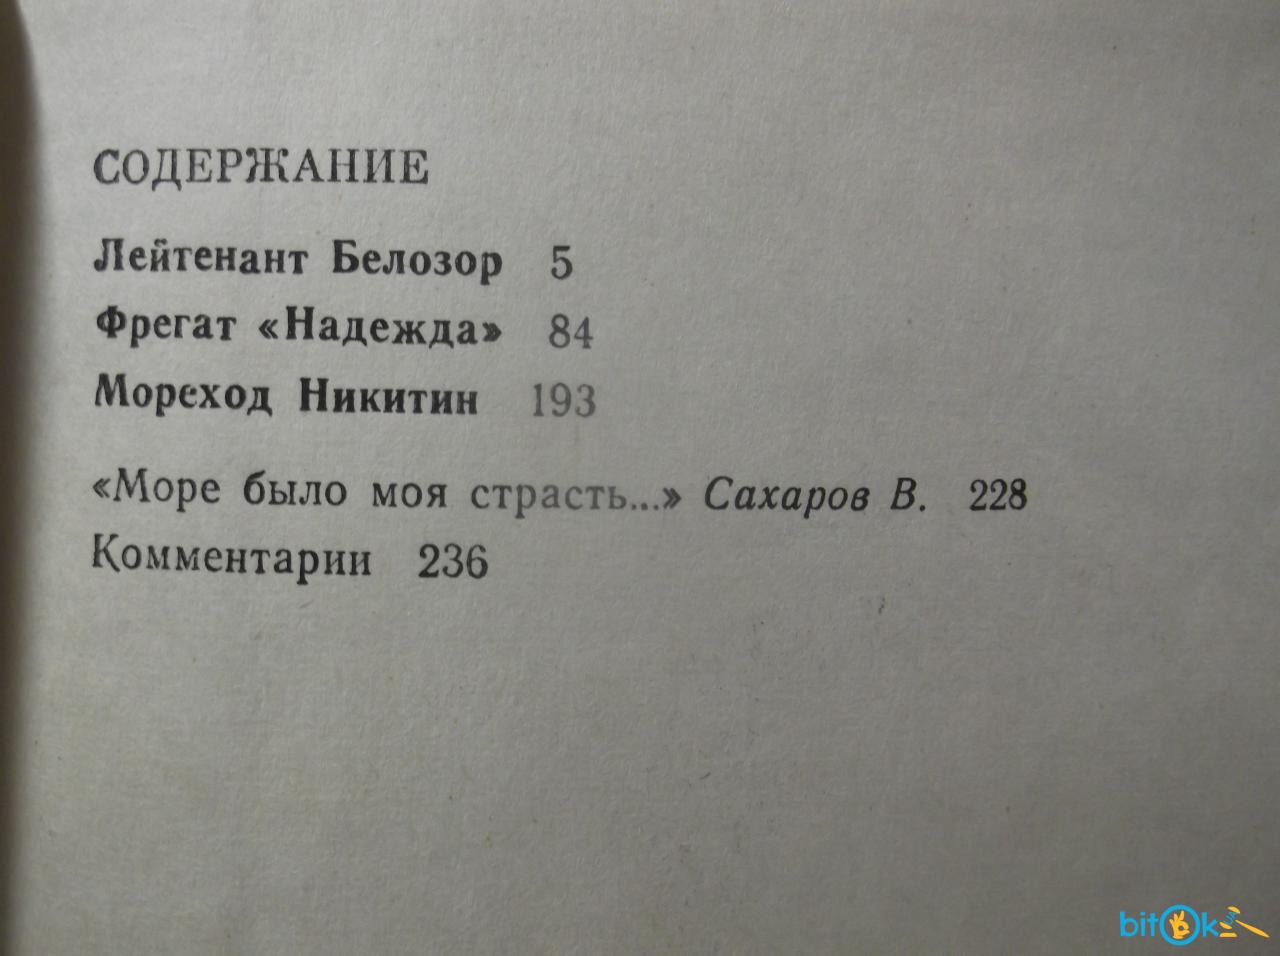 СОДЕРЖАНИЕ
Лейтенант Белозор 5
Фрегат «Надежда» 84
Мореход Никитин 193
«Море было моя страсть...» Сахаров В. 228
Комментарии 236
bitOk